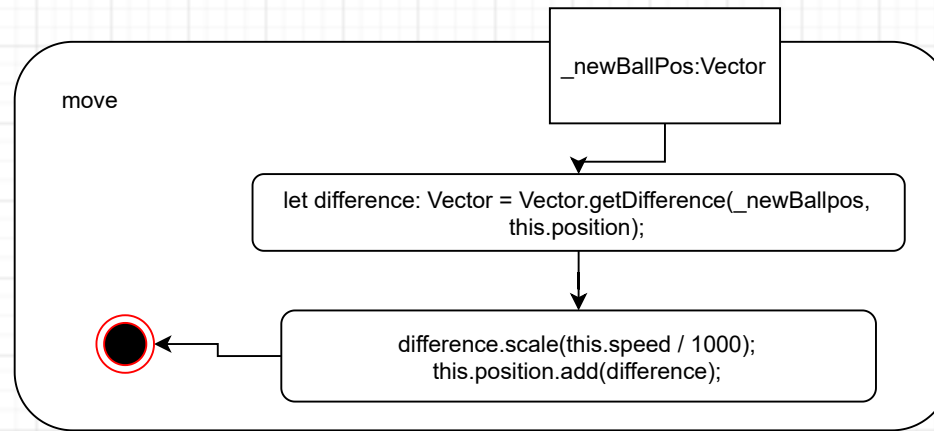 _newBallPos:Vector
move
let difference: Vector = Vector.getDifference(_newBallpos,
this.position);
difference.scale(this.speed / 1000);
this.position.add(difference);